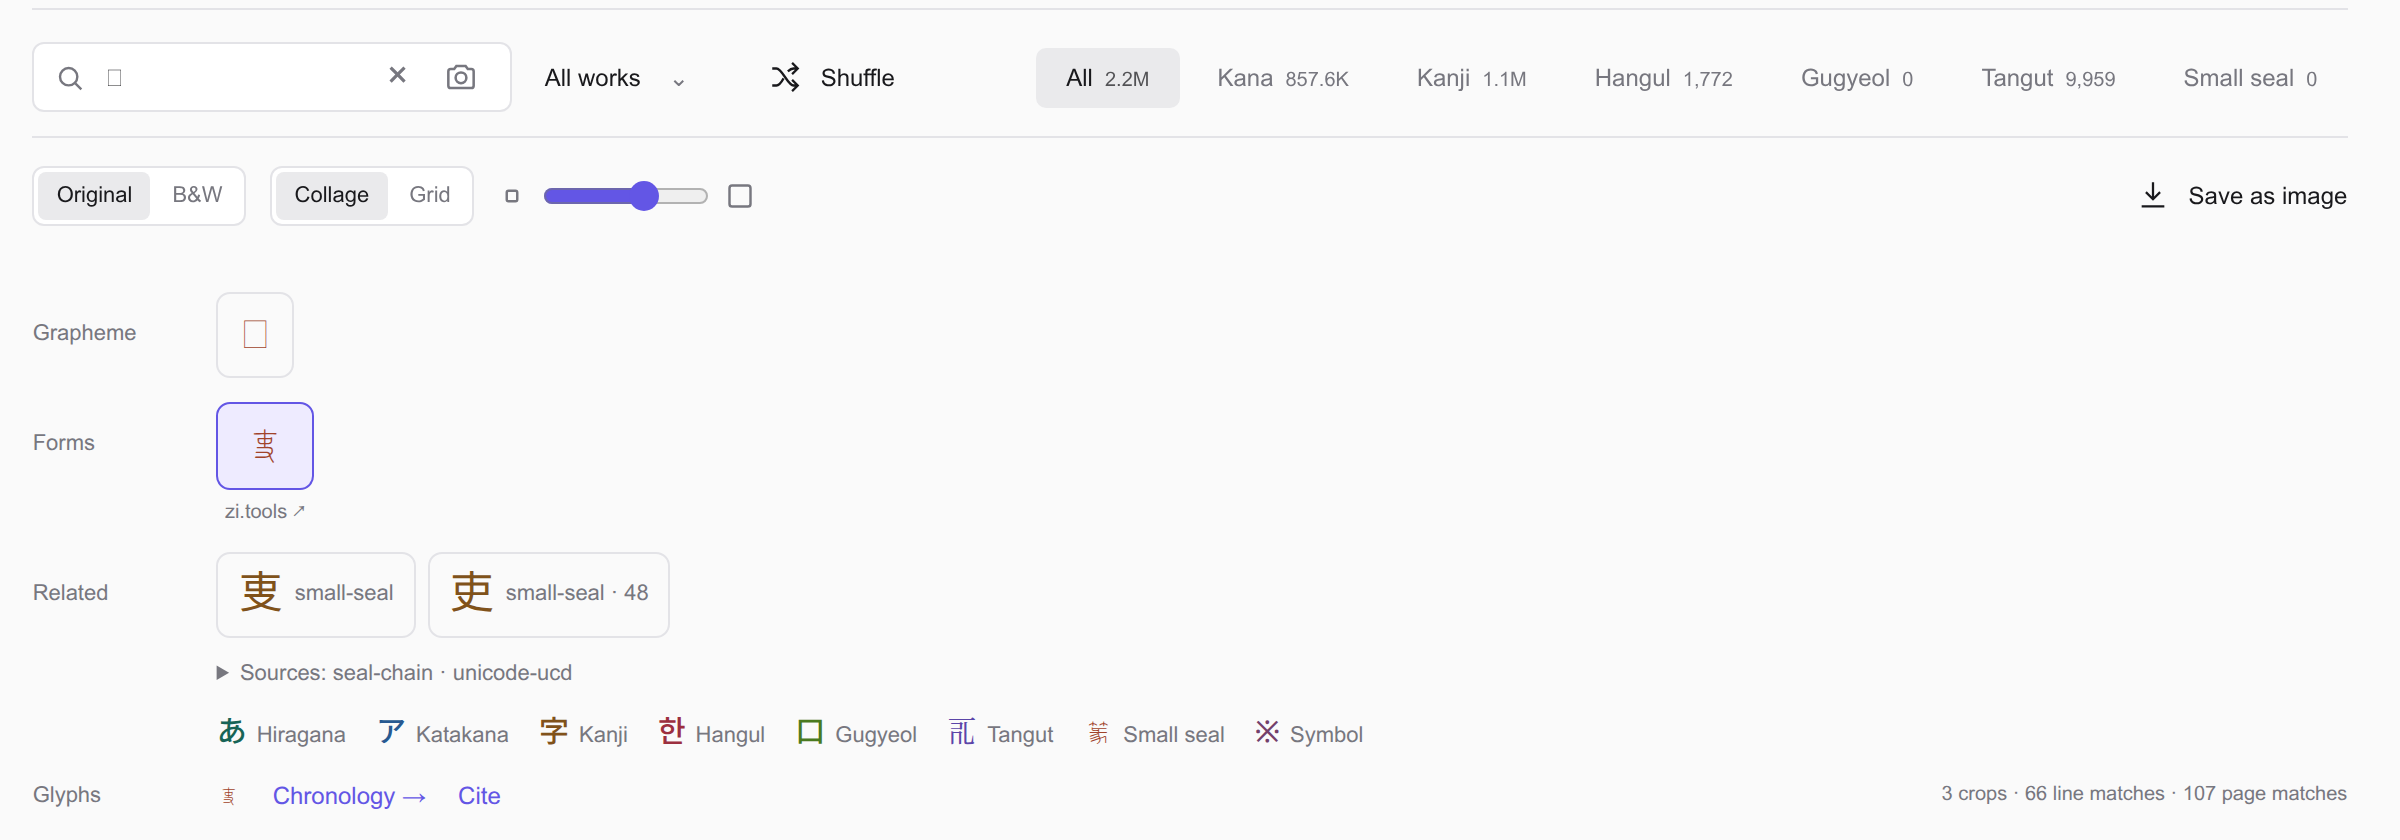 All works Shuffle All 2.2M Kana 857.6K Kanji 1.1M Hangul 1,772 Gugyeol 0 Tangut 9,959 Small seal 0
Original B&W Collage Grid Save as image
Grapheme
Forms
zi.tools ↗
Related 叓 small-seal 吏 small-seal · 48
▶ Sources: seal-chain · unicode-ucd
あ Hiragana ア Katakana 字 Kanji 한 Hangul 口 Gugyeol Tangut 篆 Small seal ※ Symbol
Glyphs Chronology → Cite 3 crops · 66 line matches · 107 page matches